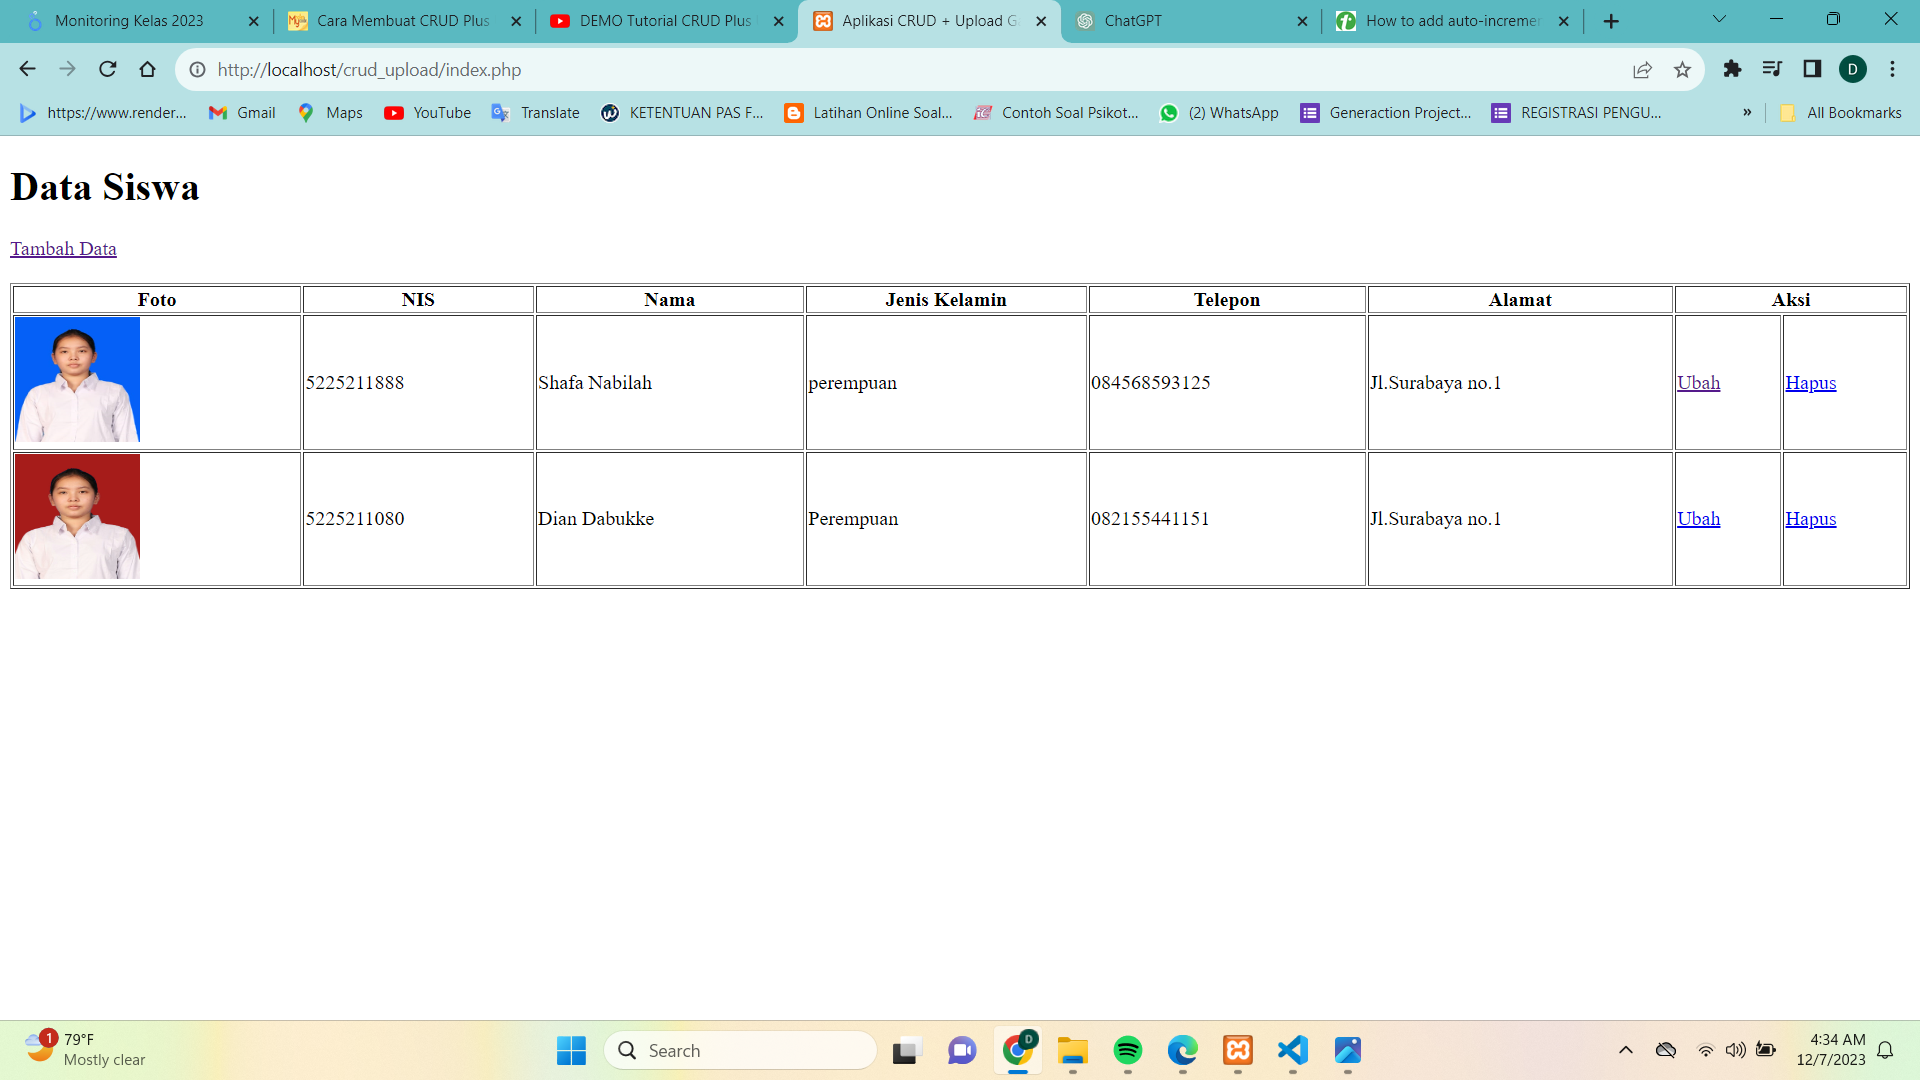 Monitoring Kelas 2023
Cara Membuat CRUD Plus
DEMO Tutorial CRUD Plus
Aplikasi CRUD + Upload G
ChatGPT
How to add auto-incremen
http://localhost/crud_upload/index.php
D
https://www.render...
Gmail
Maps
YouTube
Translate
KETENTUAN PAS F...
Latihan Online Soal...
Contoh Soal Psikot...
(2) WhatsApp
Generaction Project...
REGISTRASI PENGU...
»
All Bookmarks
Data Siswa
Tambah Data
Foto NIS Nama Jenis Kelamin Telepon Alamat Aksi
5225211888 Shafa Nabilah perempuan 084568593125 Jl.Surabaya no.1 Ubah Hapus
5225211080 Dian Dabukke Perempuan 082155441151 Jl.Surabaya no.1 Ubah Hapus
1
79°F
Mostly clear
Search
D
4:34 AM
12/7/2023